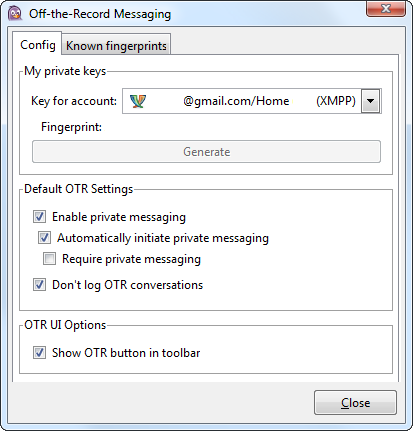 Off-the-Record Messaging
Config Known fingerprints
My private keys
Key for account: @gmail.com/Home (XMPP)
Fingerprint:
Generate
Default OTR Settings
Enable private messaging
Automatically initiate private messaging
Require private messaging
Don't log OTR conversations
OTR UI Options
Show OTR button in toolbar
Close